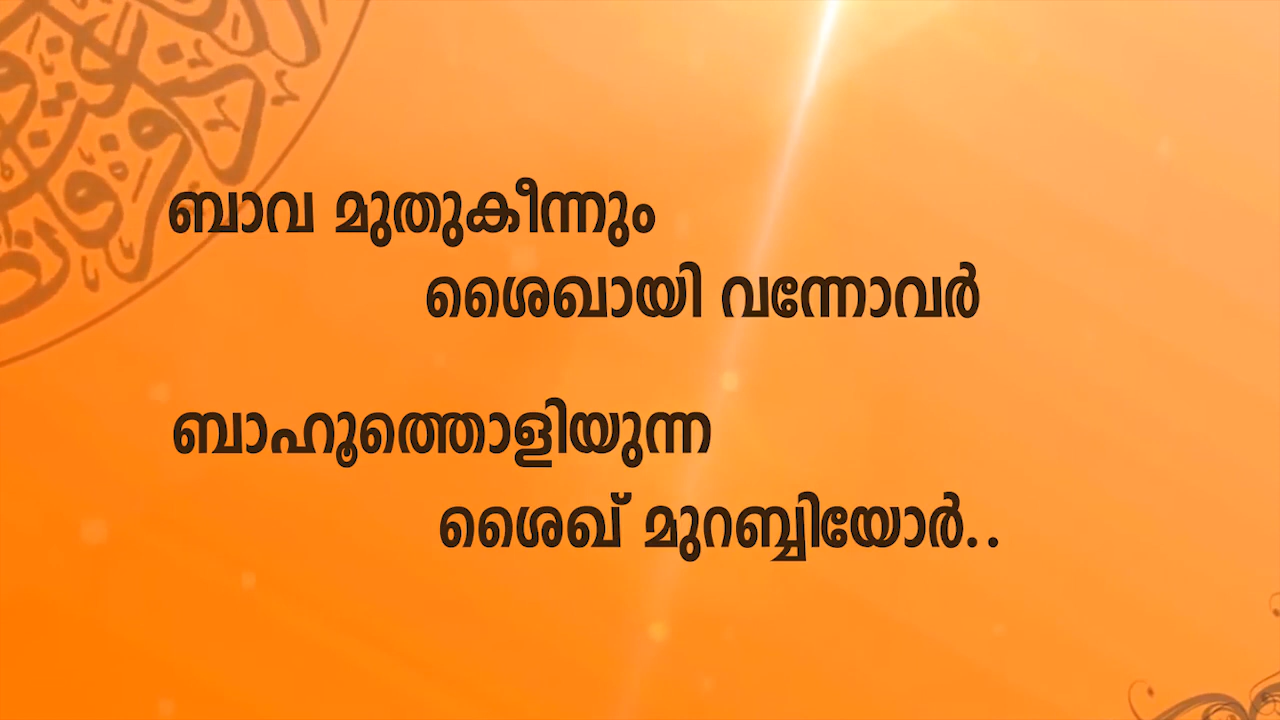 ബാവ മുതുകീന്നും
ശൈഖായി വന്നോവർ
ബാഹൂത്തൊളിയുന്ന
ശൈഖ് മുറബ്ബിയോർ..